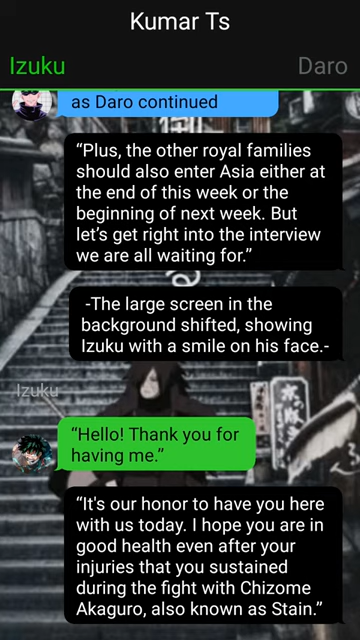 Kumar Ts
Izuku
Daro
as Daro continued
“Plus, the other royal families
should also enter Asia either at
the end of this week or the
beginning of next week. But
let’s get right into the interview
we are all waiting for.”
-The large screen in the
background shifted, showing
Izuku with a smile on his face.-
Izuku
“Hello! Thank you for
having me.“
“It's our honor to have you here
with us today. I hope you are in
good health even after your
injuries that you sustained
during the fight with Chizome
Akaguro, also known as Stain.”